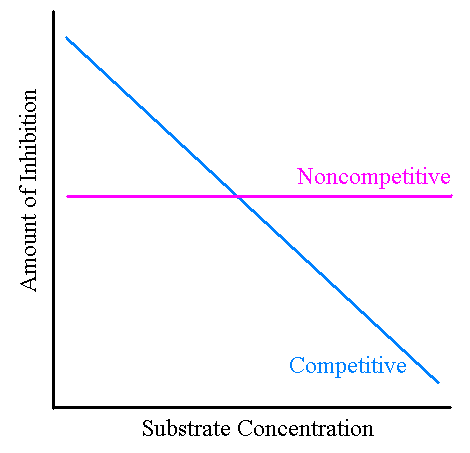 Amount of Inhibition
Noncompetitive
Competitive
Substrate Concentration